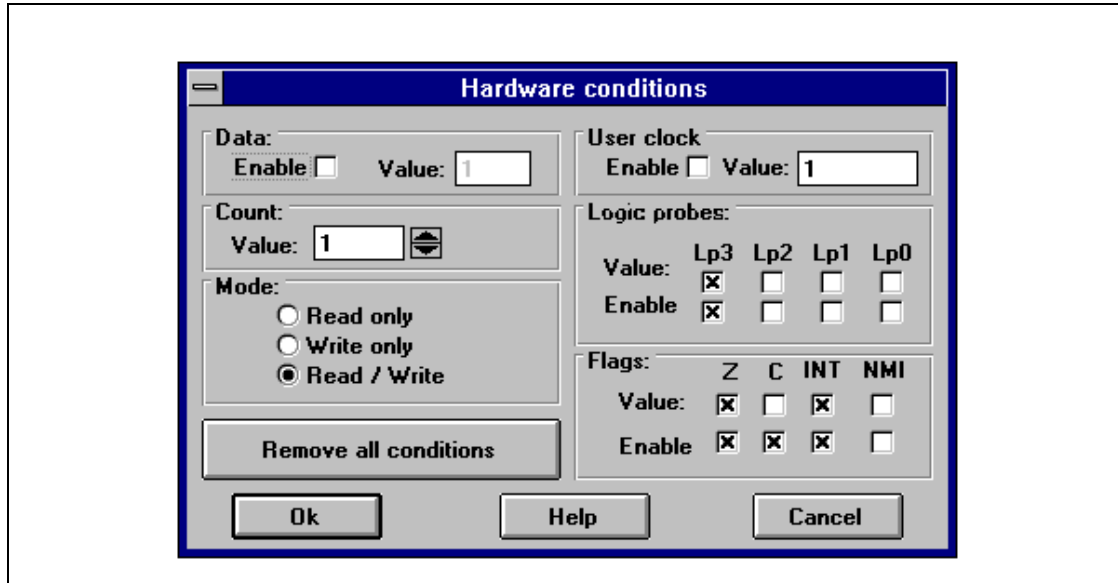 Hardware conditions
Data:
Enable Value: 1
Count:
Value: 1
Mode:
Read only
Write only
Read / Write
Remove all conditions
User clock
Enable Value: 1
Logic probes:
Lp3 Lp2 Lp1 Lp0
Value:
Enable
Flags:
Z C INT NMI
Value:
Enable
Ok Help Cancel